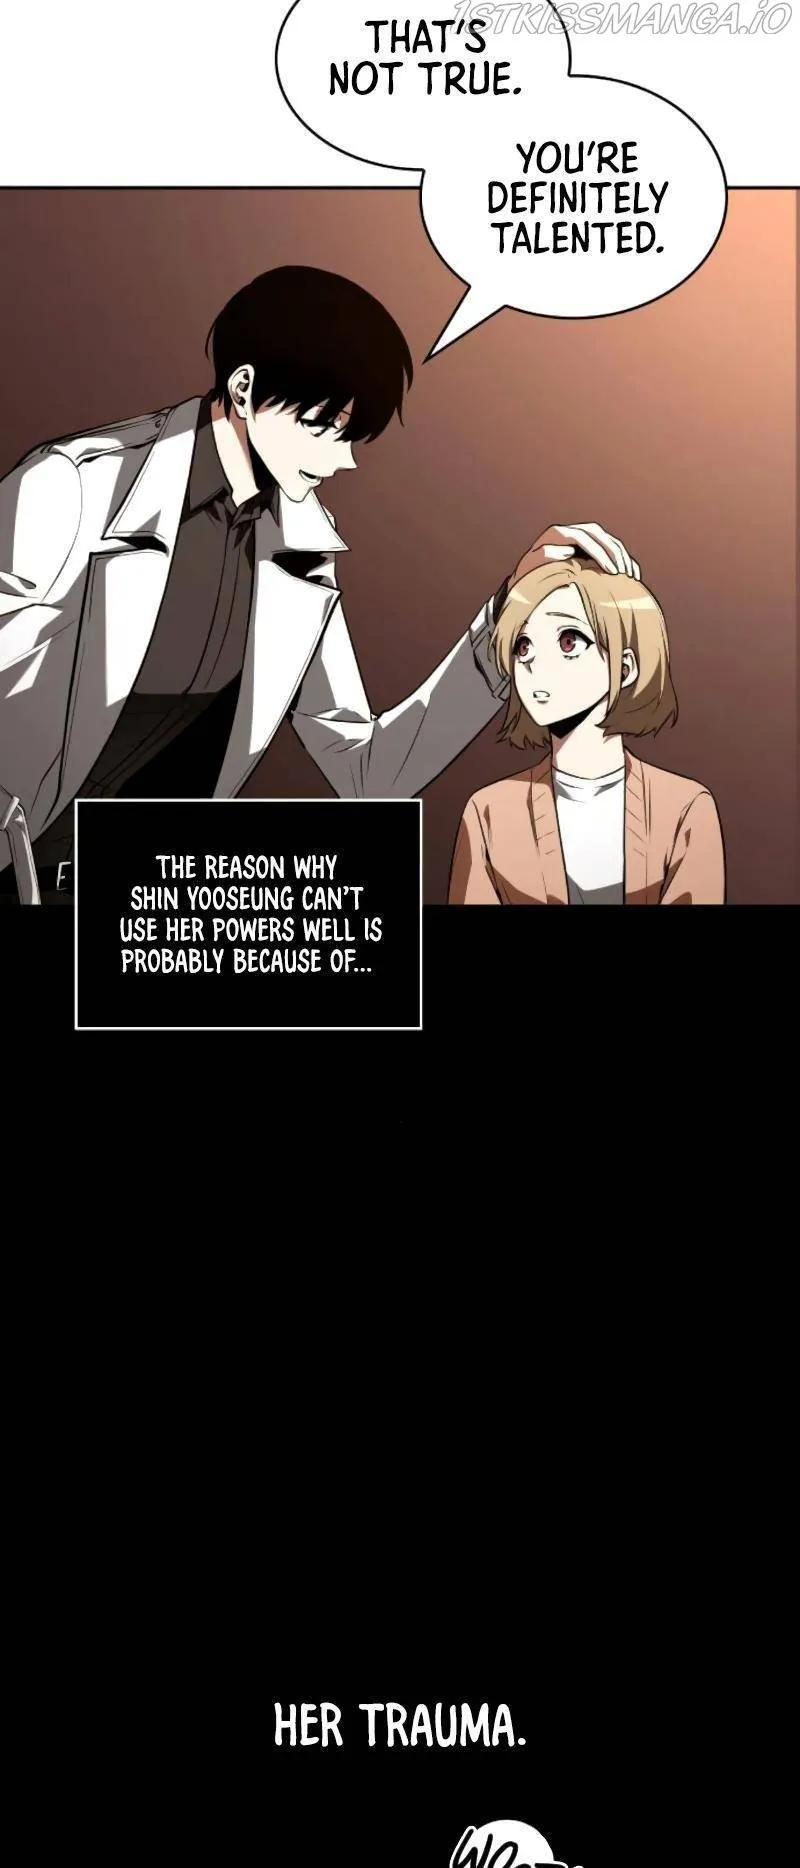 1STKISSMANGA.IO
THAT'S
NOT TRUE.
YOU'RE
DEFINITELY
TALENTED.
THE REASON WHY
SHIN YOOSEUNG CAN'T
USE HER POWERS WELL IS
PROBABLY BECAUSE OF...
HER TRAUMA.